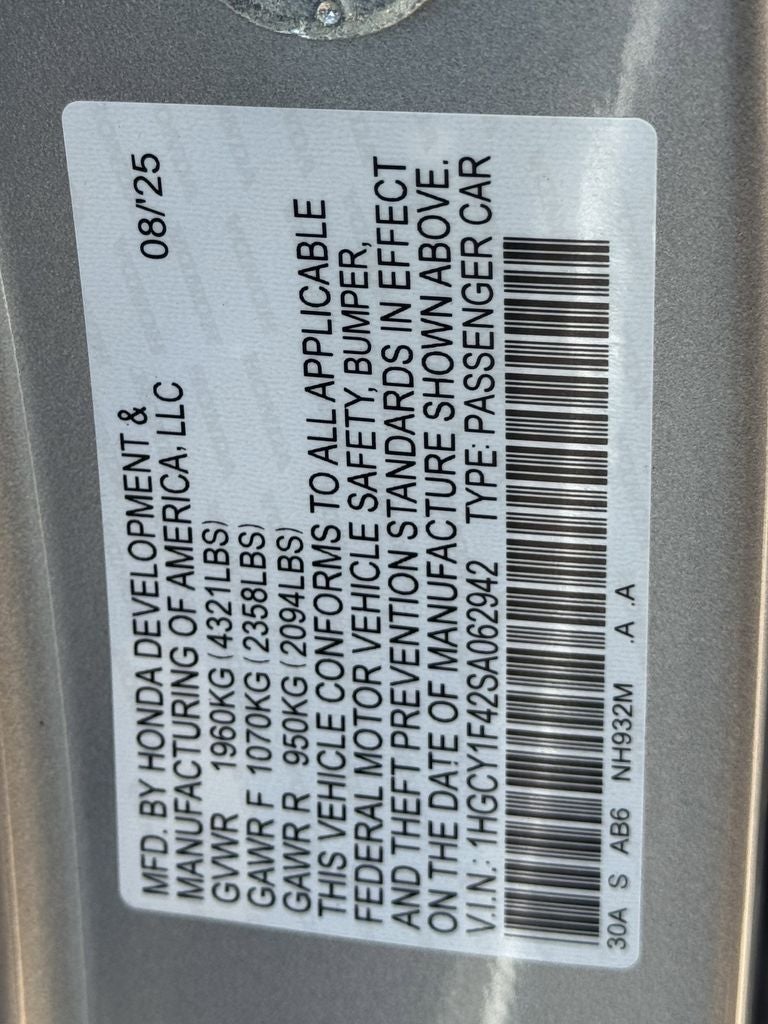 MFD. BY HONDA DEVELOPMENT & 08/'25
MANUFACTURING OF AMERICA, LLC
GVWR 1960KG (4321LBS)
GAWR F 1070KG (2358LBS)
GAWR R 950KG (2094LBS)
THIS VEHICLE CONFORMS TO ALL APPLICABLE
FEDERAL MOTOR VEHICLE SAFETY, BUMPER,
AND THEFT PREVENTION STANDARDS IN EFFECT
ON THE DATE OF MANUFACTURE SHOWN ABOVE.
V.I.N.: 1HGCY1F42SA062942 TYPE: PASSENGER CAR
30A S AB6 NH932M .A .A